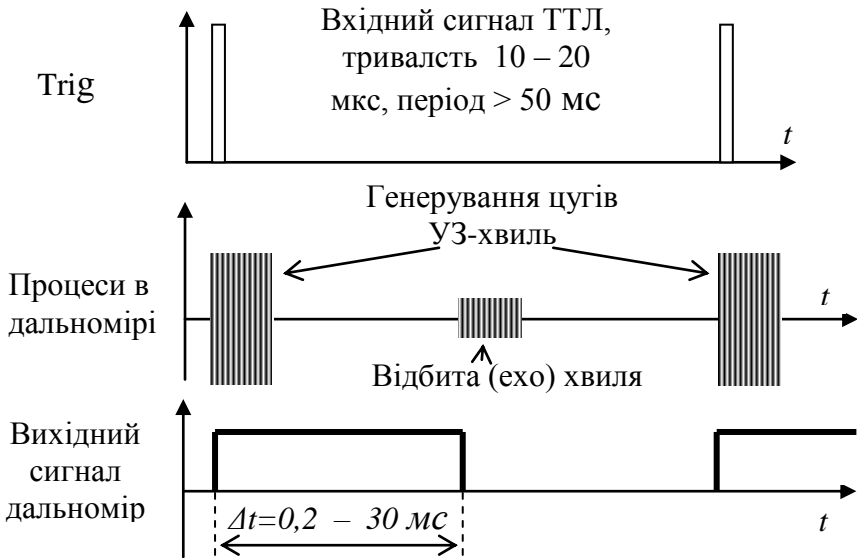 Вхідний сигнал ТТЛ,
тривалсть 10 – 20
мкс, період > 50 мс
Trig
t
Генерування цугів
УЗ-хвиль
Процеси в
дальномірі
t
Відбита (ехо) хвиля
Вихідний
сигнал
дальномір
Δt=0,2 – 30 мс
t